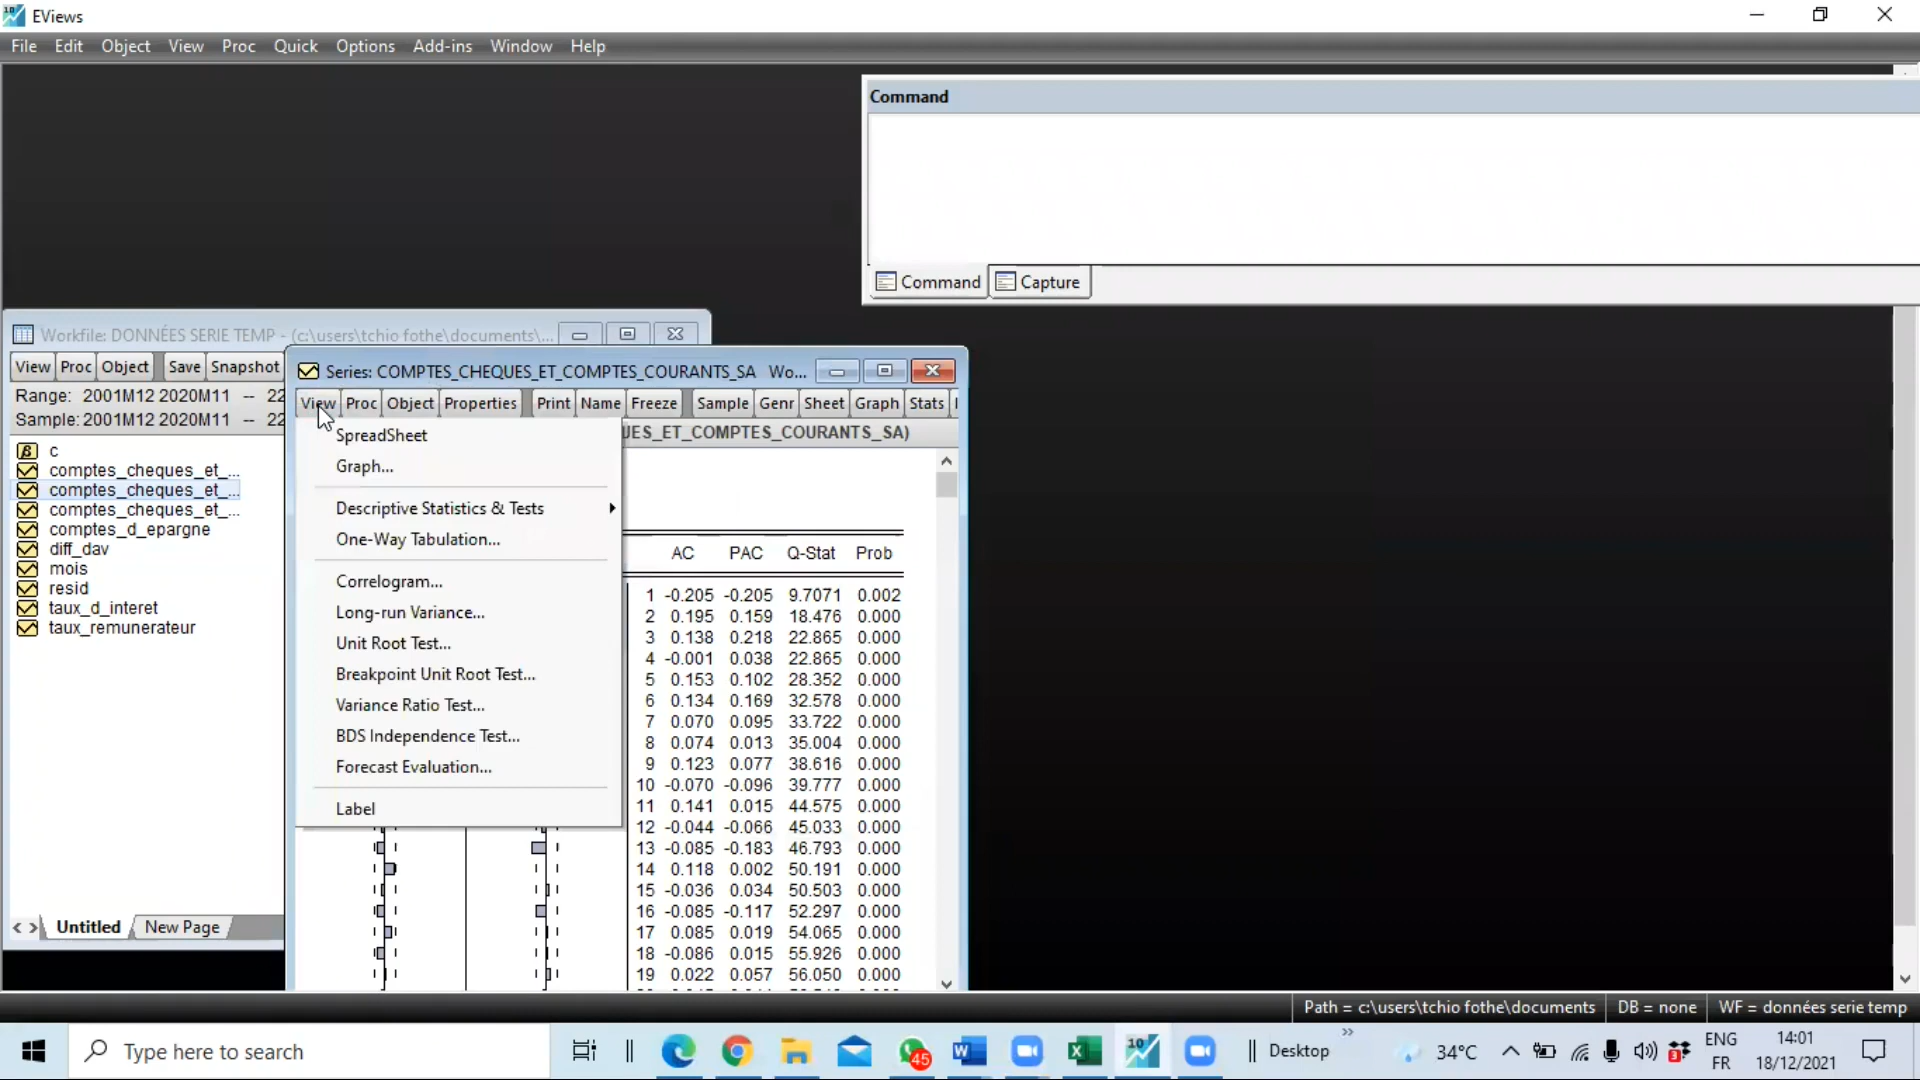 EViews
File Edit Object View Proc Quick Options Add-ins Window Help
Command
Command Capture
Workfile: DONNÉES SERIE TEMP - (c:\users\tchio fothe\documents\...
View Proc Object Save Snapshot
Range: 2001M12 2020M11 -- 22
Sample: 2001M12 2020M11 -- 22
c
comptes_cheques_et_...
comptes_cheques_et_...
comptes_cheques_et_...
comptes_d_epargne
diff_dav
mois
resid
taux_d_interet
taux_remunerateur
Untitled New Page
Series: COMPTES_CHEQUES_ET_COMPTES_COURANTS_SA Wo...
View Proc Object Properties Print Name Freeze Sample Genr Sheet Graph Stats
UES_ET_COMPTES_COURANTS_SA)
SpreadSheet
Graph...
Descriptive Statistics & Tests
One-Way Tabulation...
Correlogram...
Long-run Variance...
Unit Root Test...
Breakpoint Unit Root Test...
Variance Ratio Test...
BDS Independence Test...
Forecast Evaluation...
Label
AC PAC Q-Stat Prob
1 -0.205 -0.205 9.7071 0.002
2 0.195 0.159 18.476 0.000
3 0.138 0.218 22.865 0.000
4 -0.001 0.038 22.865 0.000
5 0.153 0.102 28.352 0.000
6 0.134 0.169 32.578 0.000
7 0.070 0.095 33.722 0.000
8 0.074 0.013 35.004 0.000
9 0.123 0.077 38.616 0.000
10 -0.070 -0.096 39.777 0.000
11 0.141 0.015 44.575 0.000
12 -0.044 -0.066 45.033 0.000
13 -0.085 -0.183 46.793 0.000
14 0.118 0.002 50.191 0.000
15 -0.036 0.034 50.503 0.000
16 -0.085 -0.117 52.297 0.000
17 0.085 0.019 54.065 0.000
18 -0.086 0.015 55.926 0.000
19 0.022 0.057 56.050 0.000
Path = c:\users\tchio fothe\documents DB = none WF = données serie temp
Type here to search
45
10
Desktop
34°C
3
ENG
FR
14:01
18/12/2021